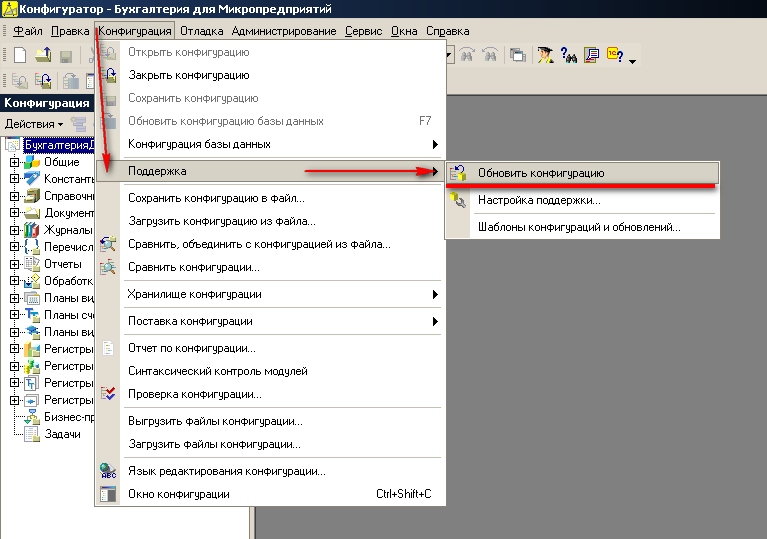 Конфигуратор - Бухгалтерия для Микропредприятий
Файл Правка Конфигурация Отладка Администрирование Сервис Окна Справка
Открыть конфигурацию
Закрыть конфигурацию
Сохранить конфигурацию
Обновить конфигурацию базы данных F7
Конфигурация базы данных
Поддержка
Обновить конфигурацию
Настройка поддержки...
Шаблоны конфигураций и обновлений...
Сохранить конфигурацию в файл...
Загрузить конфигурацию из файла...
Сравнить, объединить с конфигурацией из файла...
Сравнить конфигурации...
Хранилище конфигурации
Поставка конфигурации
Отчет по конфигурации...
Синтаксический контроль модулей
Проверка конфигурации...
Выгрузить файлы конфигурации...
Загрузить файлы конфигурации...
Язык редактирования конфигурации...
Окно конфигурации Ctrl+Shift+C
Конфигурация
Действия
БухгалтерияД
Общие
Константы
Справочни
Документ
Журналы
Перечисл
Отчеты
Обработк
Планы ви
Планы сч
Планы ви
Регистры
Регистры
Регистры
Регистры
Бизнес-пр
Задачи